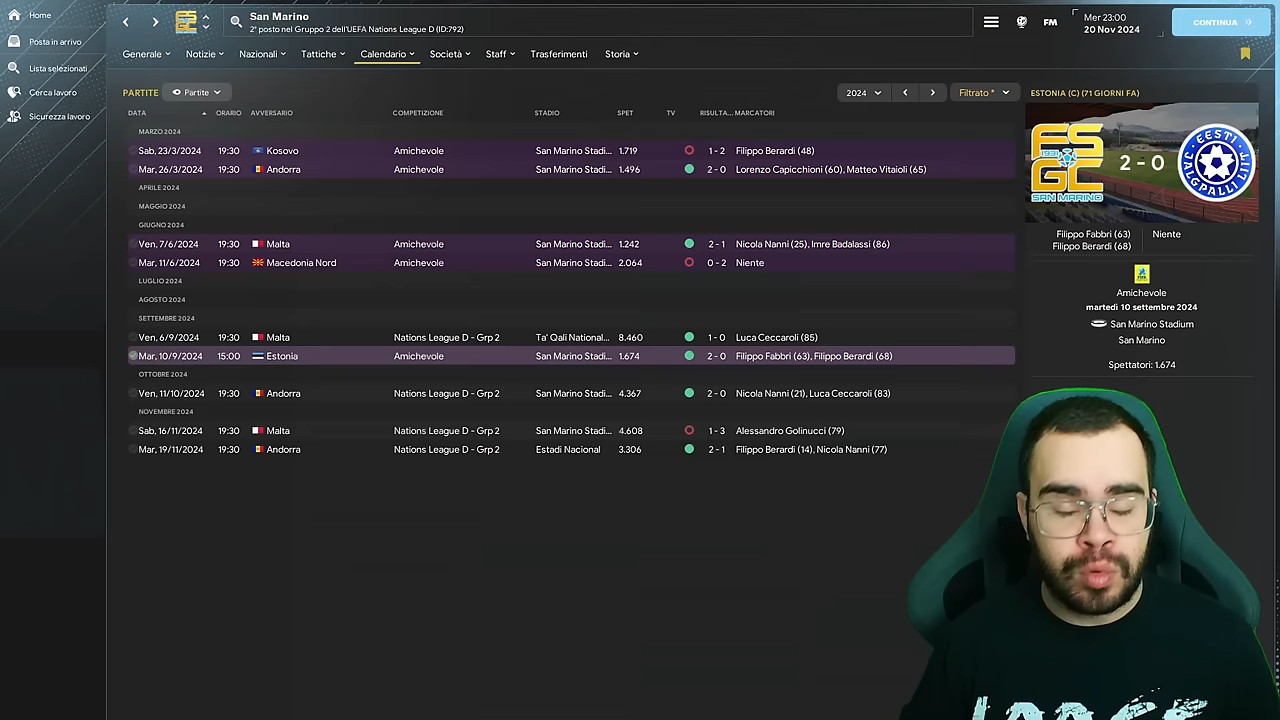 Home
Posta in arrivo
Lista selezionati
Cerca lavoro
Sicurezza lavoro
San Marino
2° posto nel Gruppo 2 dell'UEFA Nations League D (ID:792)
FM
Mer 23:00
20 Nov 2024
CONTINUA
Generale Notizie Nazionali Tattiche Calendario Società Staff Trasferimenti Storia
PARTITE Partite 2024 Filtrato *
DATA ORARIO AVVERSARIO COMPETIZIONE STADIO SPET TV RISULTA... MARCATORI
MARZO 2024
Sab, 23/3/2024 19:30 Kosovo Amichevole San Marino Stadi... 1.719 1 - 2 Filippo Berardi (48)
Mar, 26/3/2024 19:30 Andorra Amichevole San Marino Stadi... 1.496 2 - 0 Lorenzo Capicchioni (60), Matteo Vitaioli (65)
APRILE 2024
MAGGIO 2024
GIUGNO 2024
Ven, 7/6/2024 19:30 Malta Amichevole San Marino Stadi... 1.242 2 - 1 Nicola Nanni (25), Imre Badalassi (86)
Mar, 11/6/2024 19:30 Macedonia Nord Amichevole San Marino Stadi... 2.064 0 - 2 Niente
LUGLIO 2024
AGOSTO 2024
SETTEMBRE 2024
Ven, 6/9/2024 19:30 Malta Nations League D - Grp 2 Ta' Qali National... 8.460 1 - 0 Luca Ceccaroli (85)
Mar, 10/9/2024 15:00 Estonia Amichevole San Marino Stadi... 1.674 2 - 0 Filippo Fabbri (63), Filippo Berardi (68)
OTTOBRE 2024
Ven, 11/10/2024 19:30 Andorra Nations League D - Grp 2 San Marino Stadi... 4.367 2 - 0 Nicola Nanni (21), Luca Ceccaroli (83)
NOVEMBRE 2024
Sab, 16/11/2024 19:30 Malta Nations League D - Grp 2 San Marino Stadi... 4.608 1 - 3 Alessandro Golinucci (79)
Mar, 19/11/2024 19:30 Andorra Nations League D - Grp 2 Estadi Nacional 3.306 2 - 1 Filippo Berardi (14), Nicola Nanni (77)
ESTONIA (C) (71 GIORNI FA)
FSGC
1931
SAN MARINO
2 - 0
EESTI
JALGPALLI LIIT
Filippo Fabbri (63) Niente
Filippo Berardi (68)
Amichevole
martedì 10 settembre 2024
San Marino Stadium
San Marino
Spettatori: 1.674